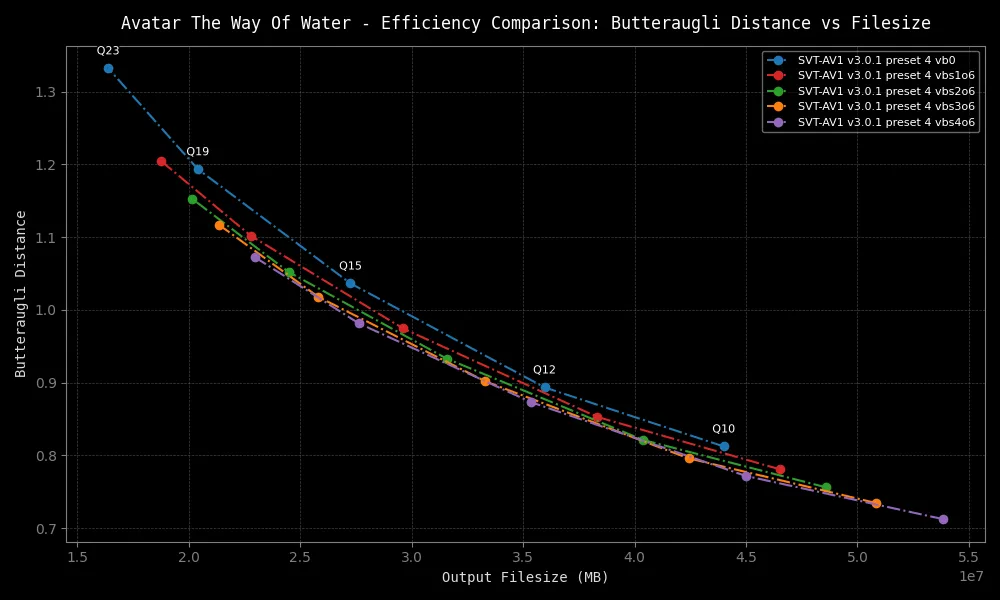 Avatar The Way Of Water - Efficiency Comparison: Butteraugli Distance vs Filesize
SVT-AV1 v3.0.1 preset 4 vb0
SVT-AV1 v3.0.1 preset 4 vbs1o6
SVT-AV1 v3.0.1 preset 4 vbs2o6
SVT-AV1 v3.0.1 preset 4 vbs3o6
SVT-AV1 v3.0.1 preset 4 vbs4o6
Q23
Q19
Q15
Q12
Q10
Butteraugli Distance
1.3
1.2
1.1
1.0
0.9
0.8
0.7
1.5 2.0 2.5 3.0 3.5 4.0 4.5 5.0 5.5
1e7
Output Filesize (MB)